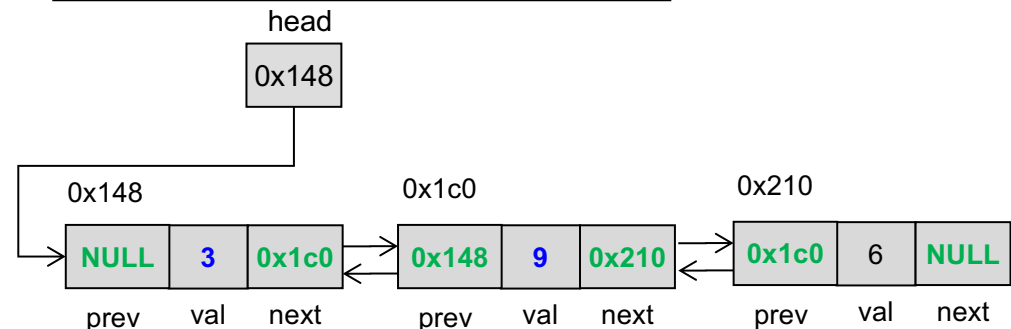 head
0x148
0x148 0x1c0 0x210
NULL 3 0x1c0 0x148 9 0x210 0x1c0 6 NULL
prev val next prev val next prev val next